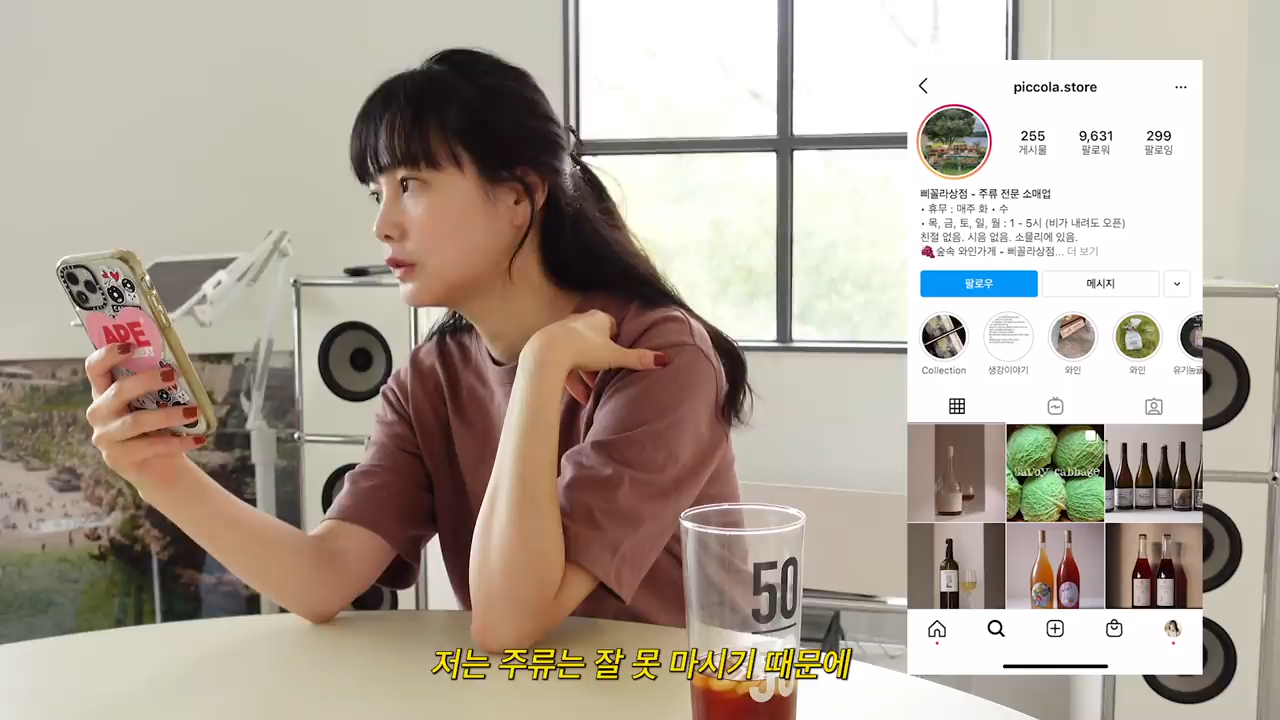 piccola.store
255
9,631
299
게시물
팔로워
팔로잉
삐꼴라상점 - 주류 전문 소매업
• 휴무 : 매주 화 • 수
• 목, 금, 토, 일, 월 : 1 - 5시 (비가 내려도 오픈)
친절 없음. 시음 없음. 소믈리에 있음.
🍇숲속 와인가게 - 삐꼴라상점... 더 보기
팔로우
메시지
Collection
생강이야기
와인
와인
유기농귤
Savoy cabbage
APE
50
50
저는 주류는 잘 못 마시기 때문에